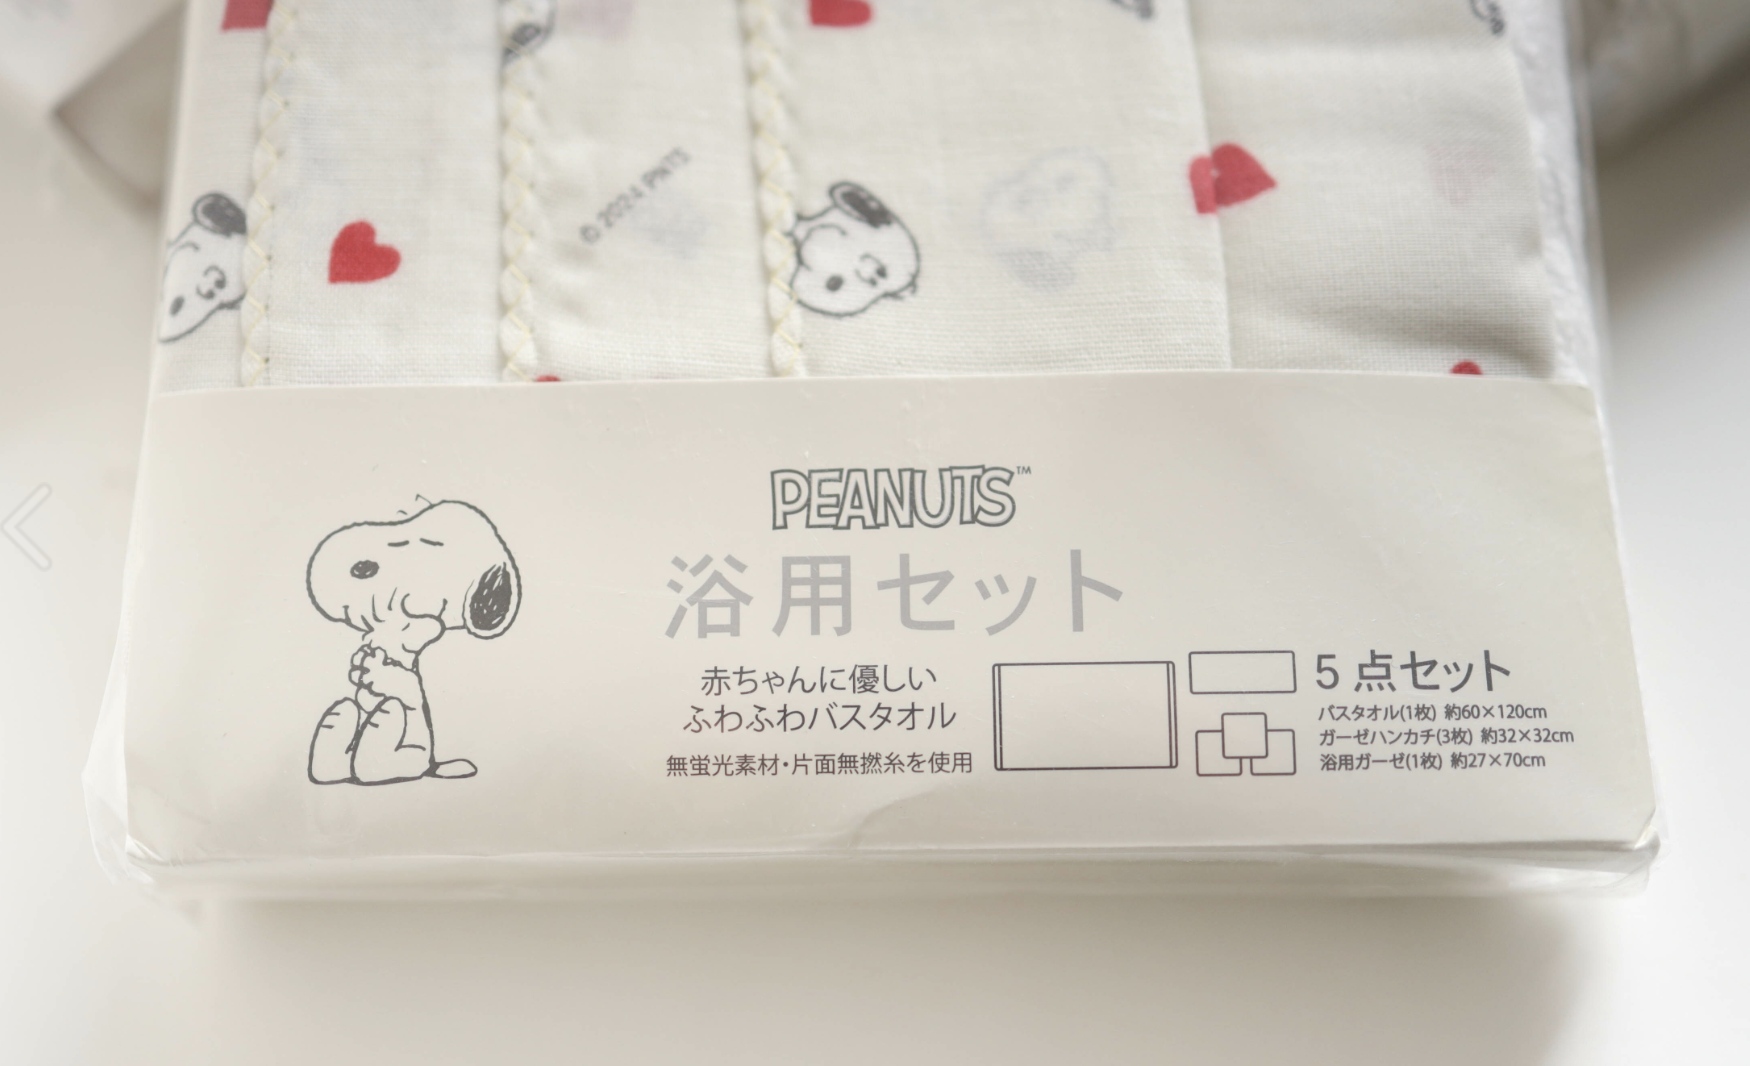 © 2024 PNTS
PEANUTS™
浴用セット
赤ちゃんに優しい
ふわふわバスタオル
無蛍光素材・片面無撚糸を使用
5点セット
バスタオル(1枚) 約60×120cm
ガーゼハンカチ(3枚) 約32×32cm
浴用ガーゼ(1枚) 約27×70cm